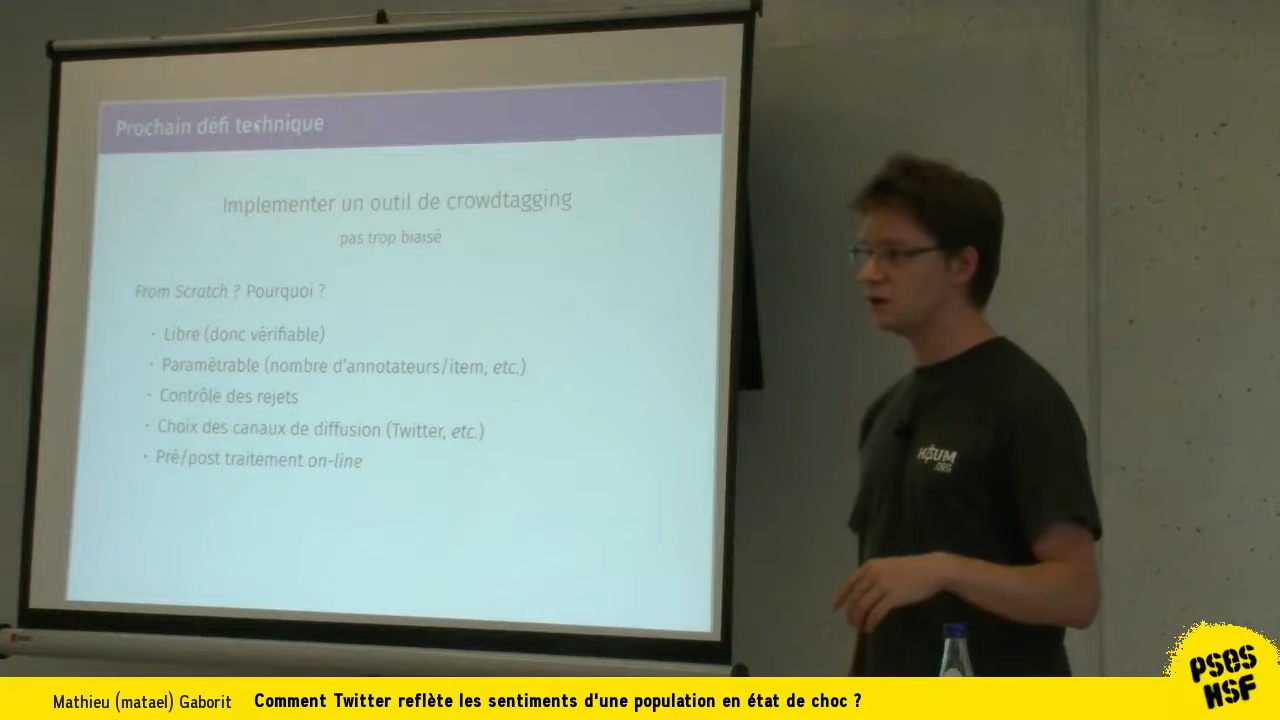 Prochain défi technique
Implementer un outil de crowdtagging
pas trop biaisé
From Scratch ? Pourquoi ?
· Libre (donc vérifiable)
· Paramètrable (nombre d'annotateurs/item, etc.)
· Contrôle des rejets
· Choix des canaux de diffusion (Twitter, etc.)
· Pré/post traitement on-line
.ORG
PSES
HSF
Mathieu (matael) Gaborit Comment Twitter reflète les sentiments d'une population en état de choc ?